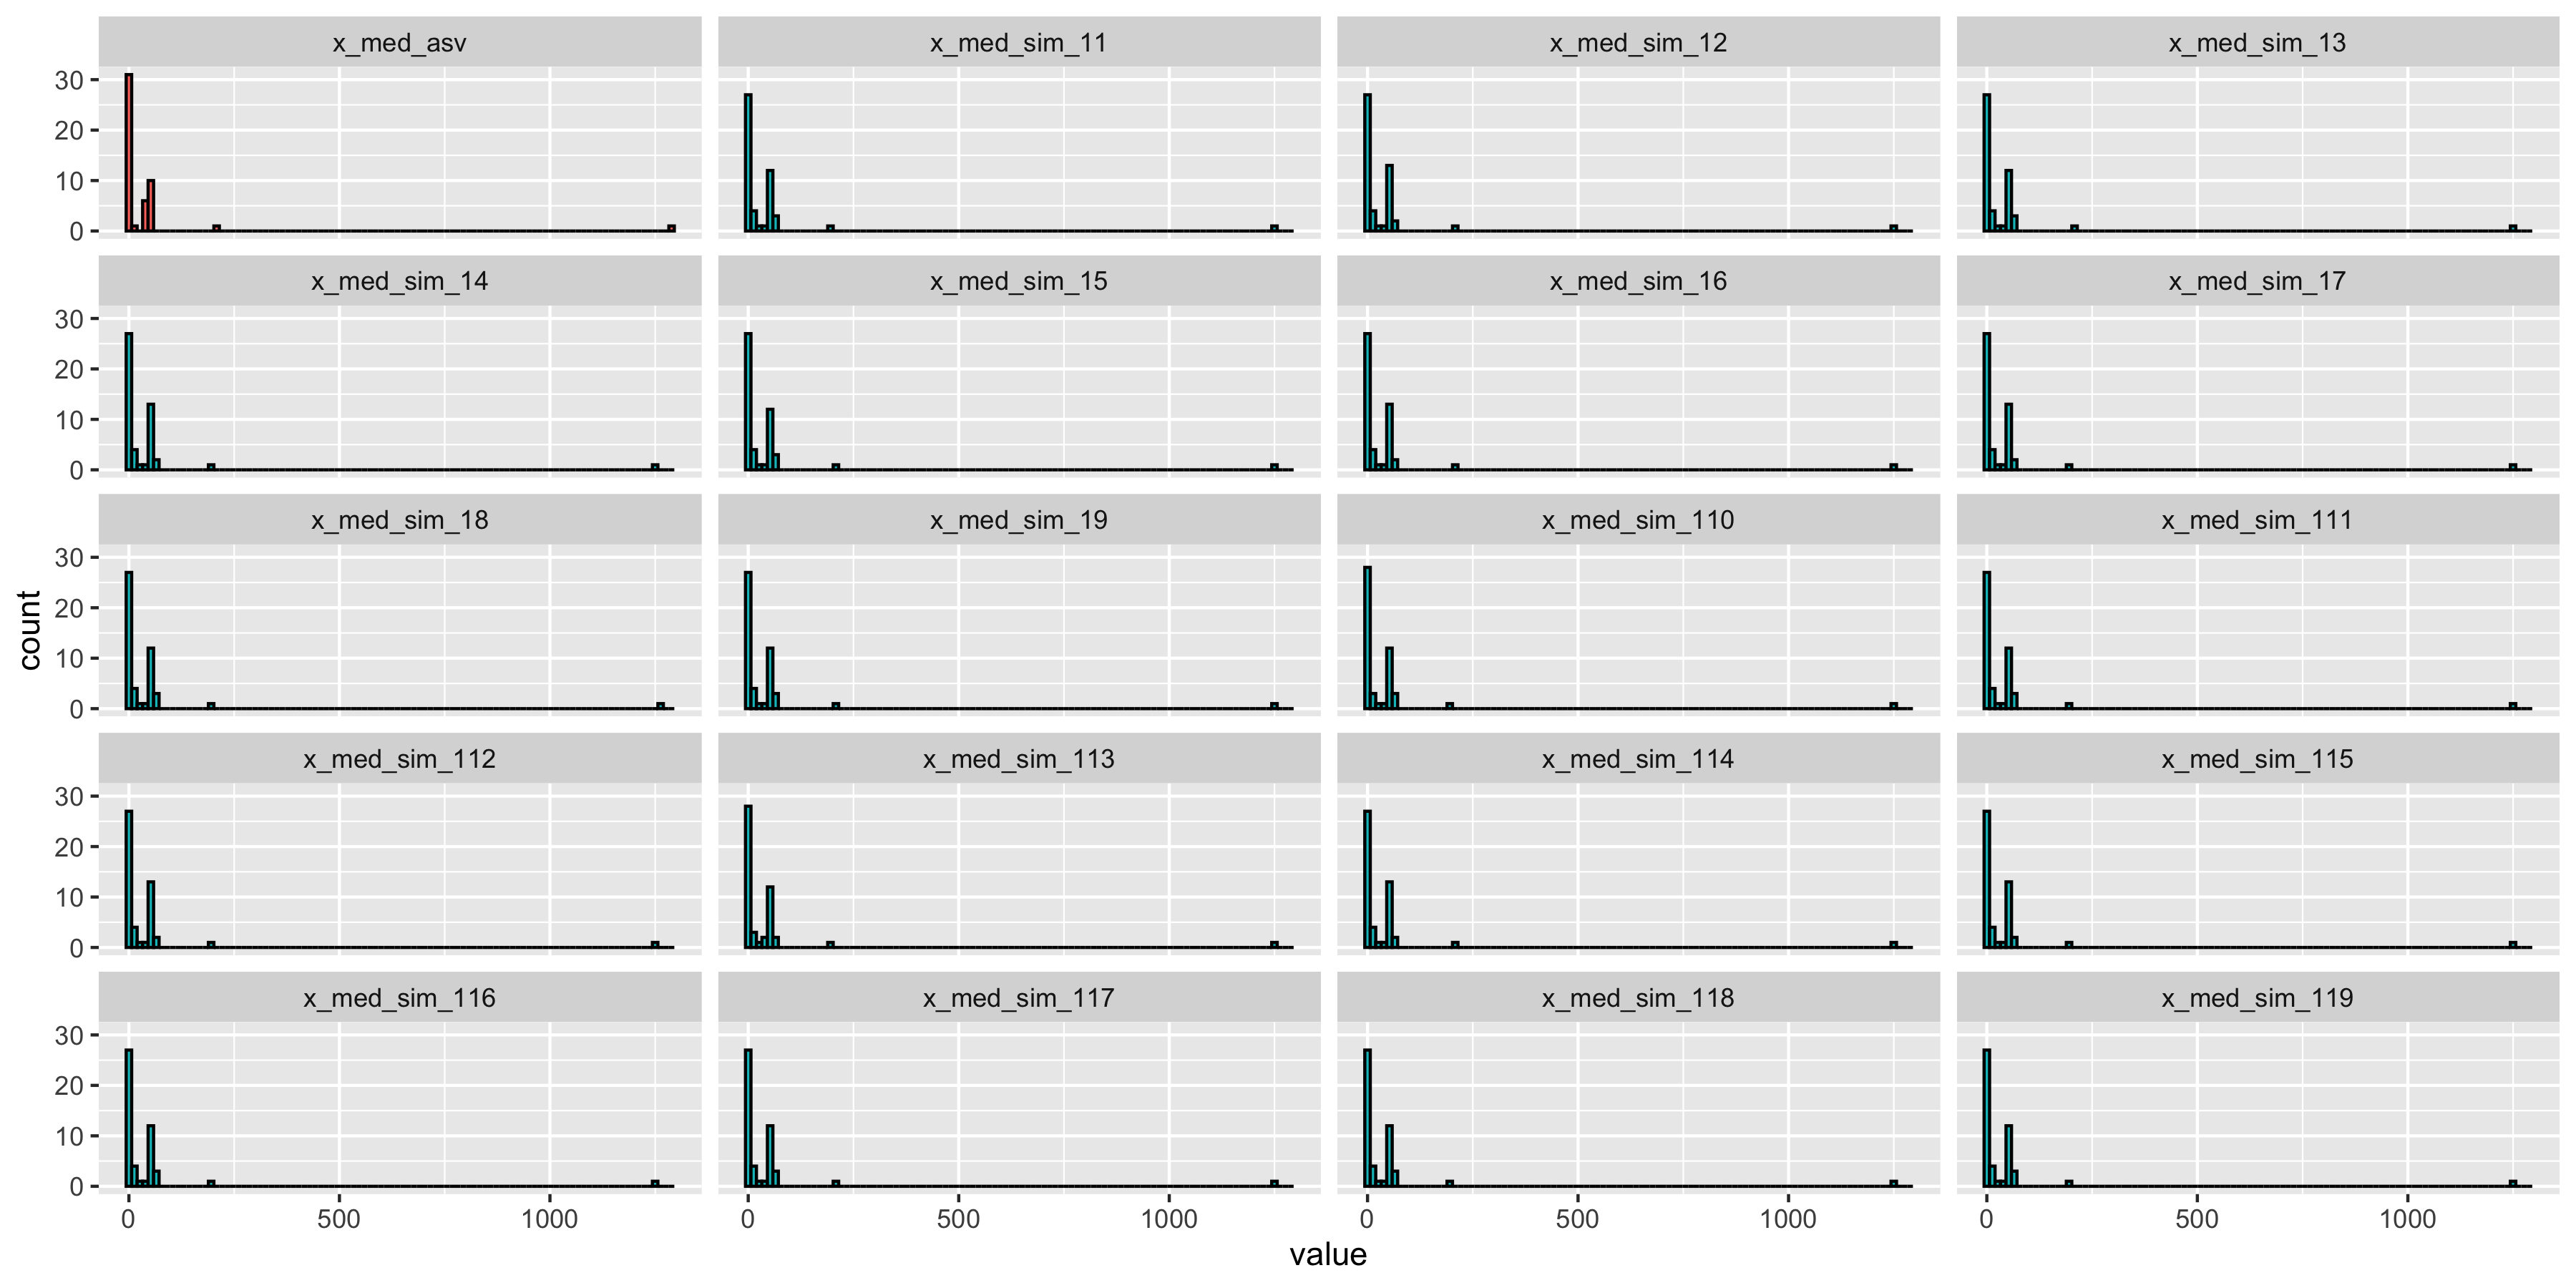 x_med_asv x_med_sim_11 x_med_sim_12 x_med_sim_13
30
20
10
0
x_med_sim_14 x_med_sim_15 x_med_sim_16 x_med_sim_17
30
20
10
0
x_med_sim_18 x_med_sim_19 x_med_sim_110 x_med_sim_111
30
20
10
0
count
x_med_sim_112 x_med_sim_113 x_med_sim_114 x_med_sim_115
30
20
10
0
x_med_sim_116 x_med_sim_117 x_med_sim_118 x_med_sim_119
30
20
10
0
0 500 1000 0 500 1000 0 500 1000 0 500 1000
value